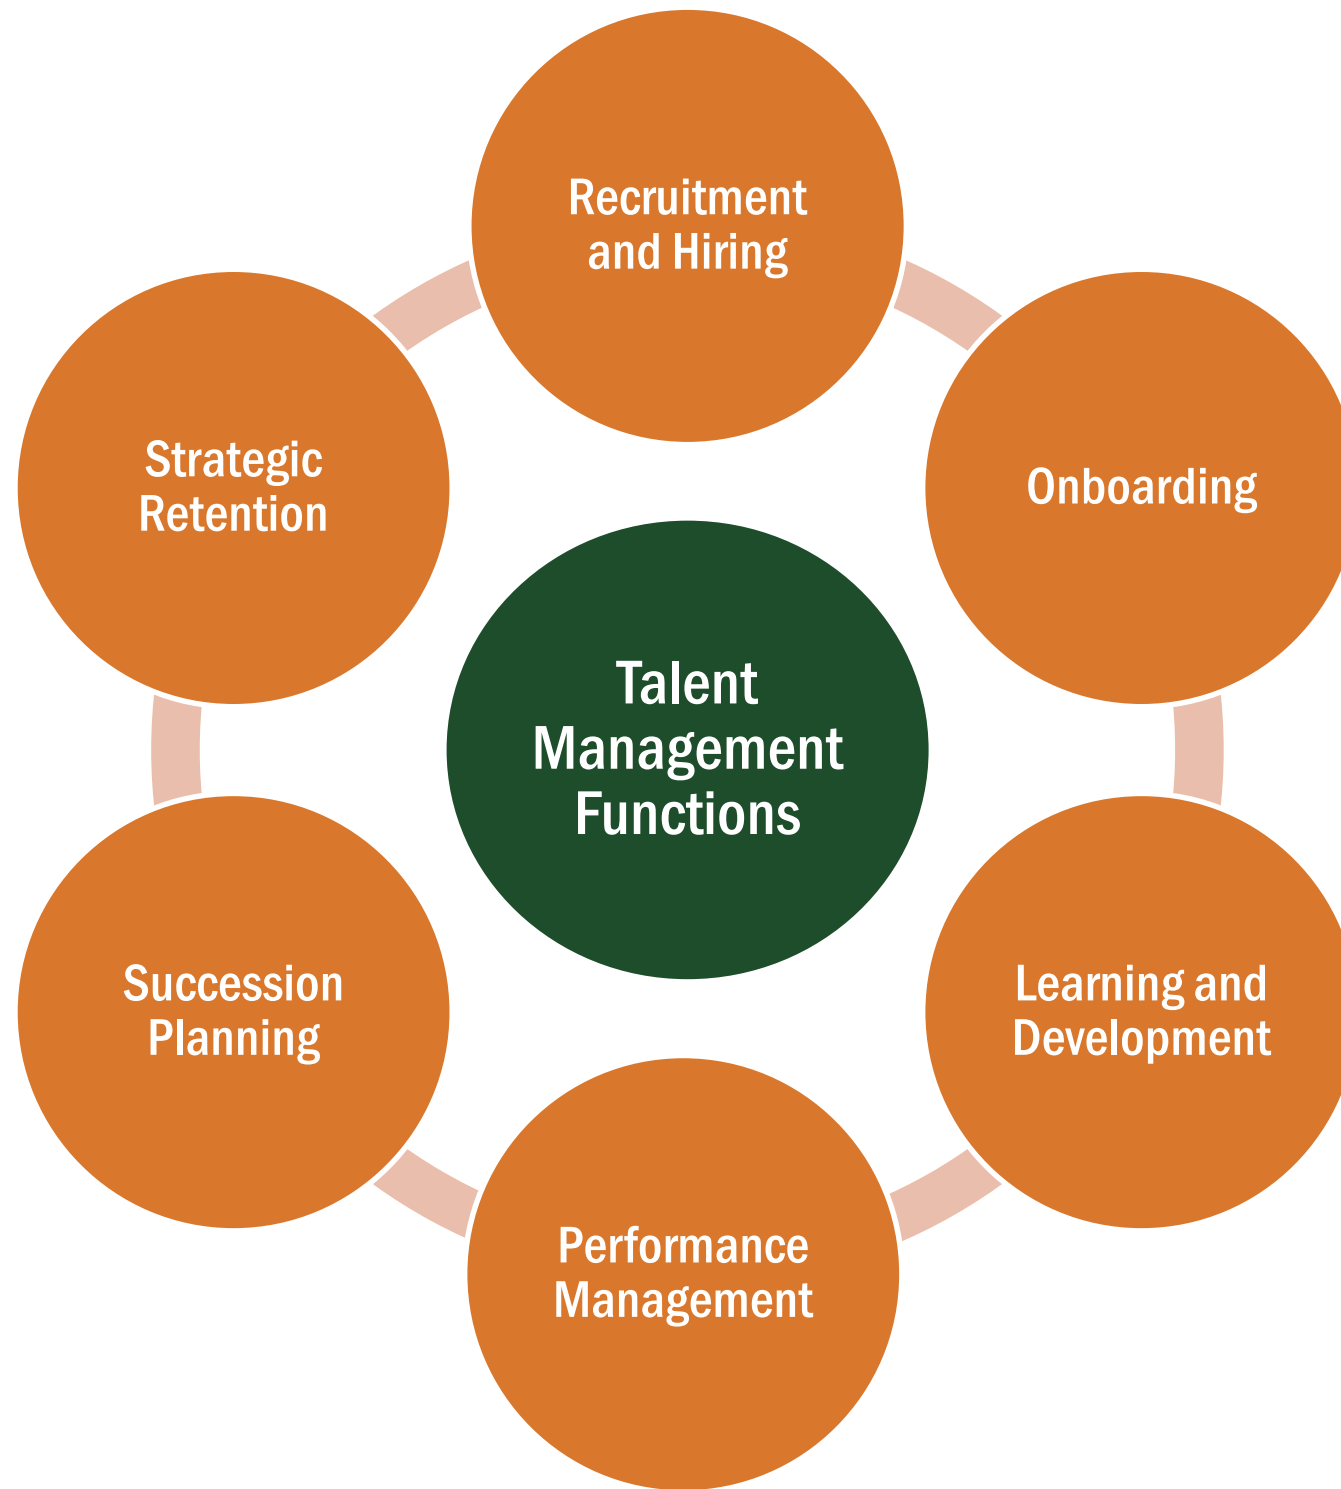 Recruitment
and Hiring
Onboarding
Learning and
Development
Performance
Management
Succession
Planning
Strategic
Retention
Talent
Management
Functions